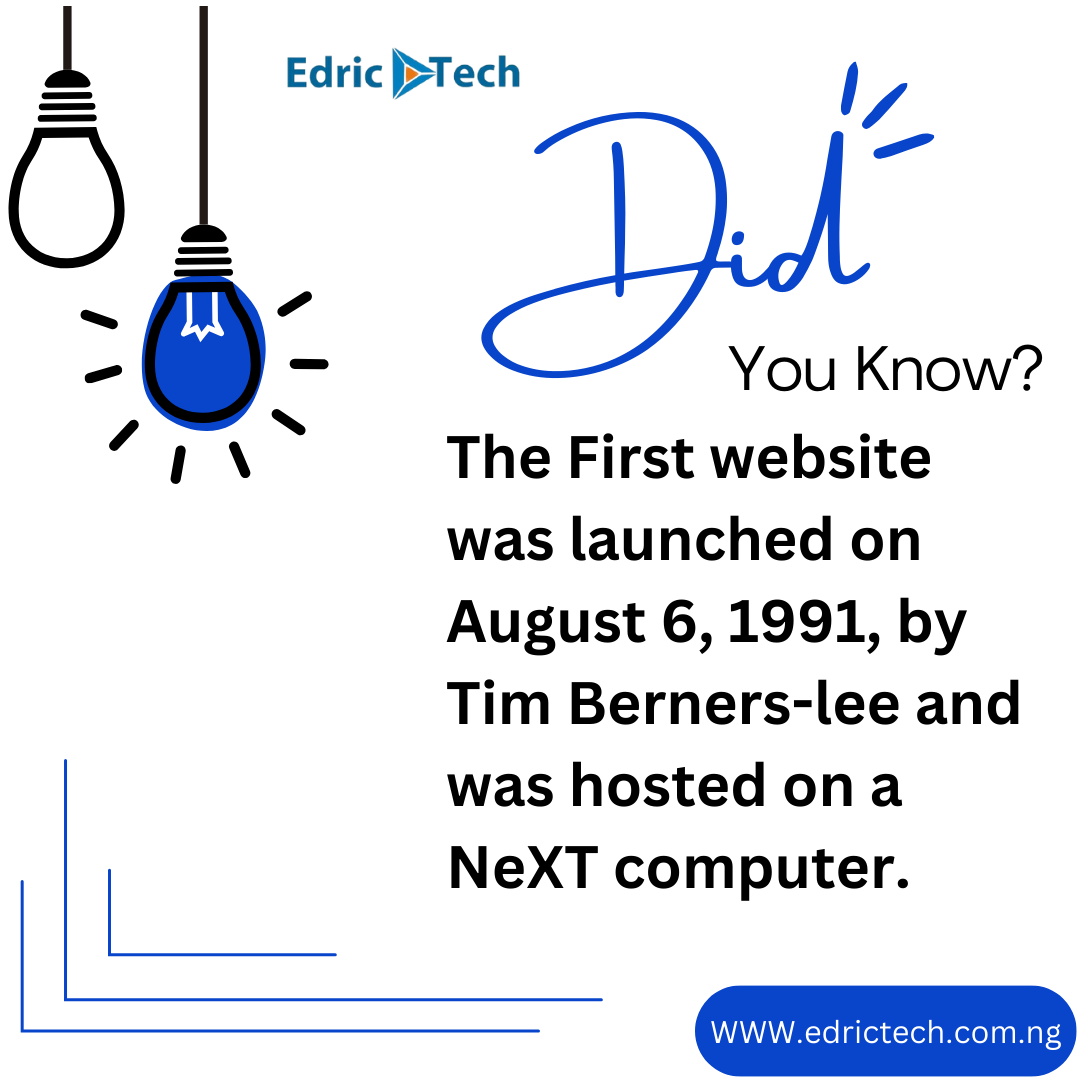 Edric Tech
Did
You Know?
The First website
was launched on
August 6, 1991, by
Tim Berners-lee and
was hosted on a
NeXT computer.
WWW.edrictech.com.ng